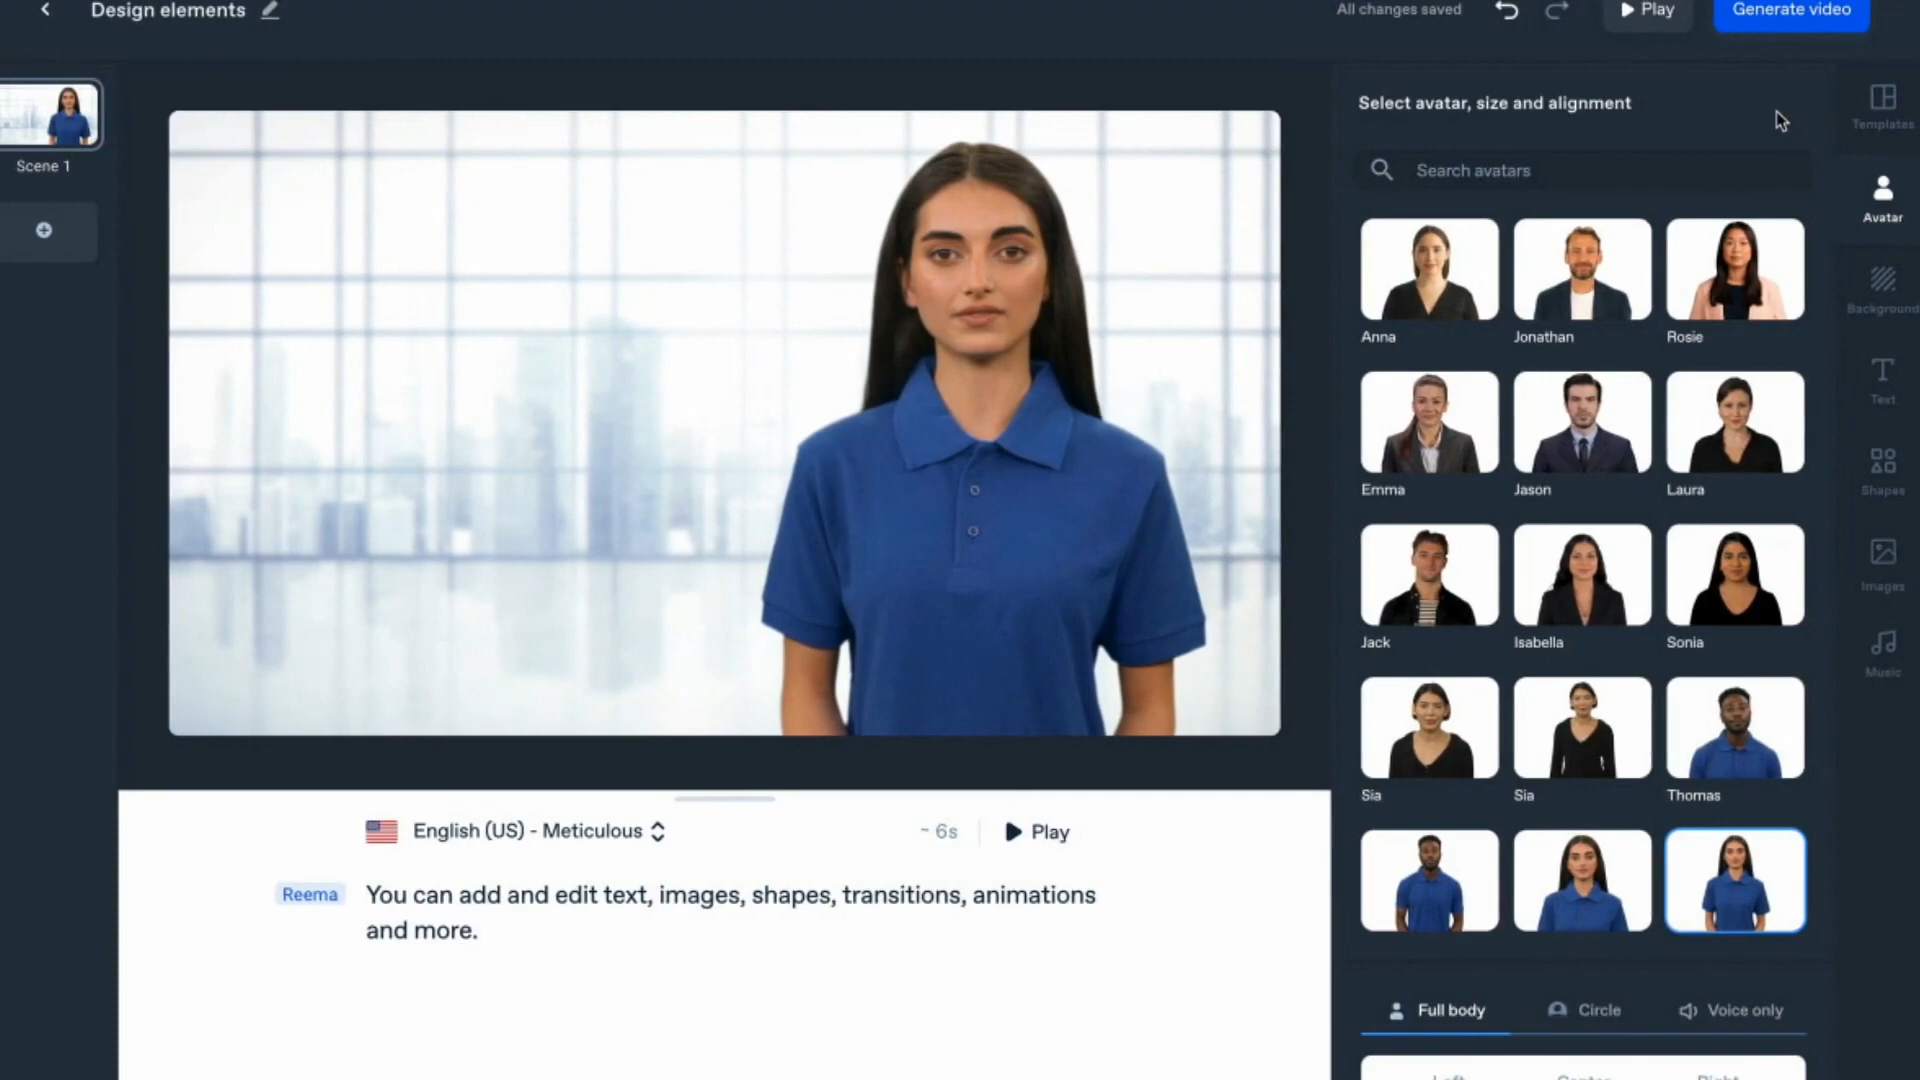 Design elements
All changes saved
Play
Generate video
Scene 1
Select avatar, size and alignment
Search avatars
Anna
Jonathan
Rosie
Emma
Jason
Laura
Jack
Isabella
Sonia
Sia
Sia
Thomas
Full body
Circle
Voice only
Left
Center
Right
Templates
Avatar
Background
Text
Shapes
Images
Music
English (US) - Meticulous
~ 6s
Play
Reema
You can add and edit text, images, shapes, transitions, animations
and more.